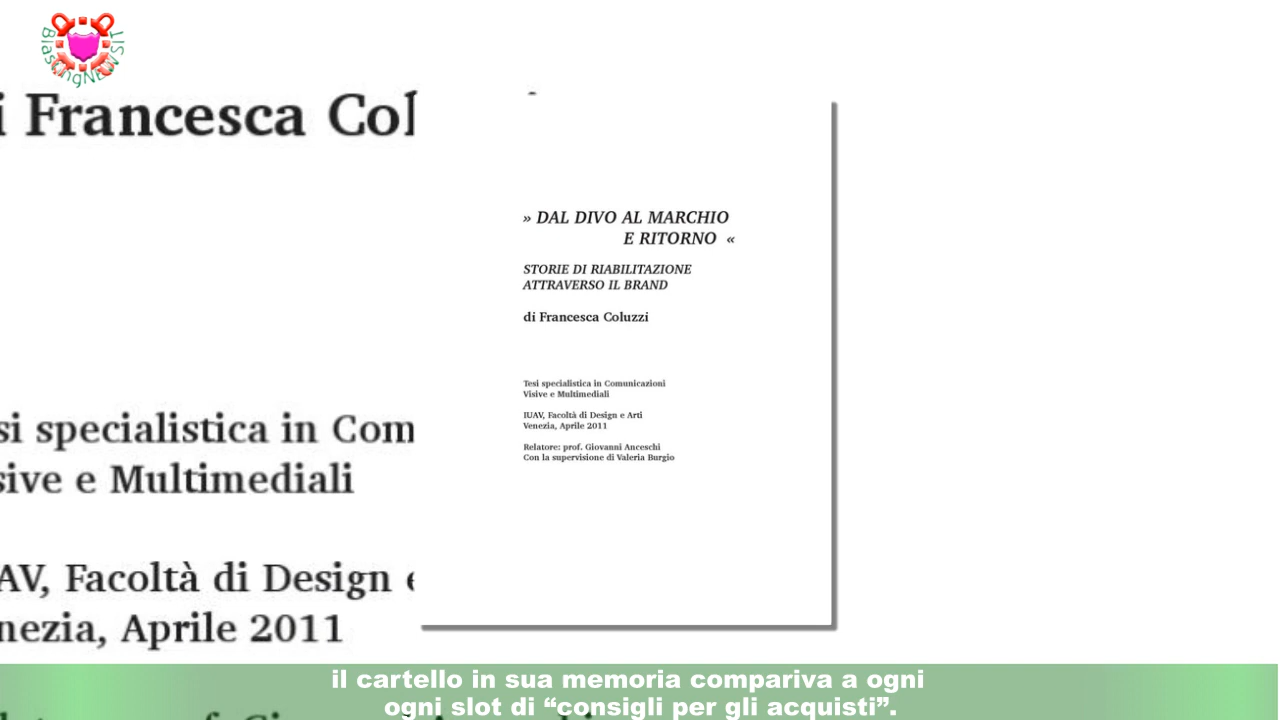 BlastingNEWSIT
i Francesca Col
» DAL DIVO AL MARCHIO
E RITORNO «
STORIE DI RIABILITAZIONE
ATTRAVERSO IL BRAND
di Francesca Coluzzi
Tesi specialistica in Comunicazioni
Visive e Multimediali
IUAV, Facoltà di Design e Arti
Venezia, Aprile 2011
Relatore: prof. Giovanni Anceschi
Con la supervisione di Valeria Burgio
si specialistica in Com
sive e Multimediali
AV, Facoltà di Design e
nezia, Aprile 2011
il cartello in sua memoria compariva a ogni
ogni slot di “consigli per gli acquisti”.